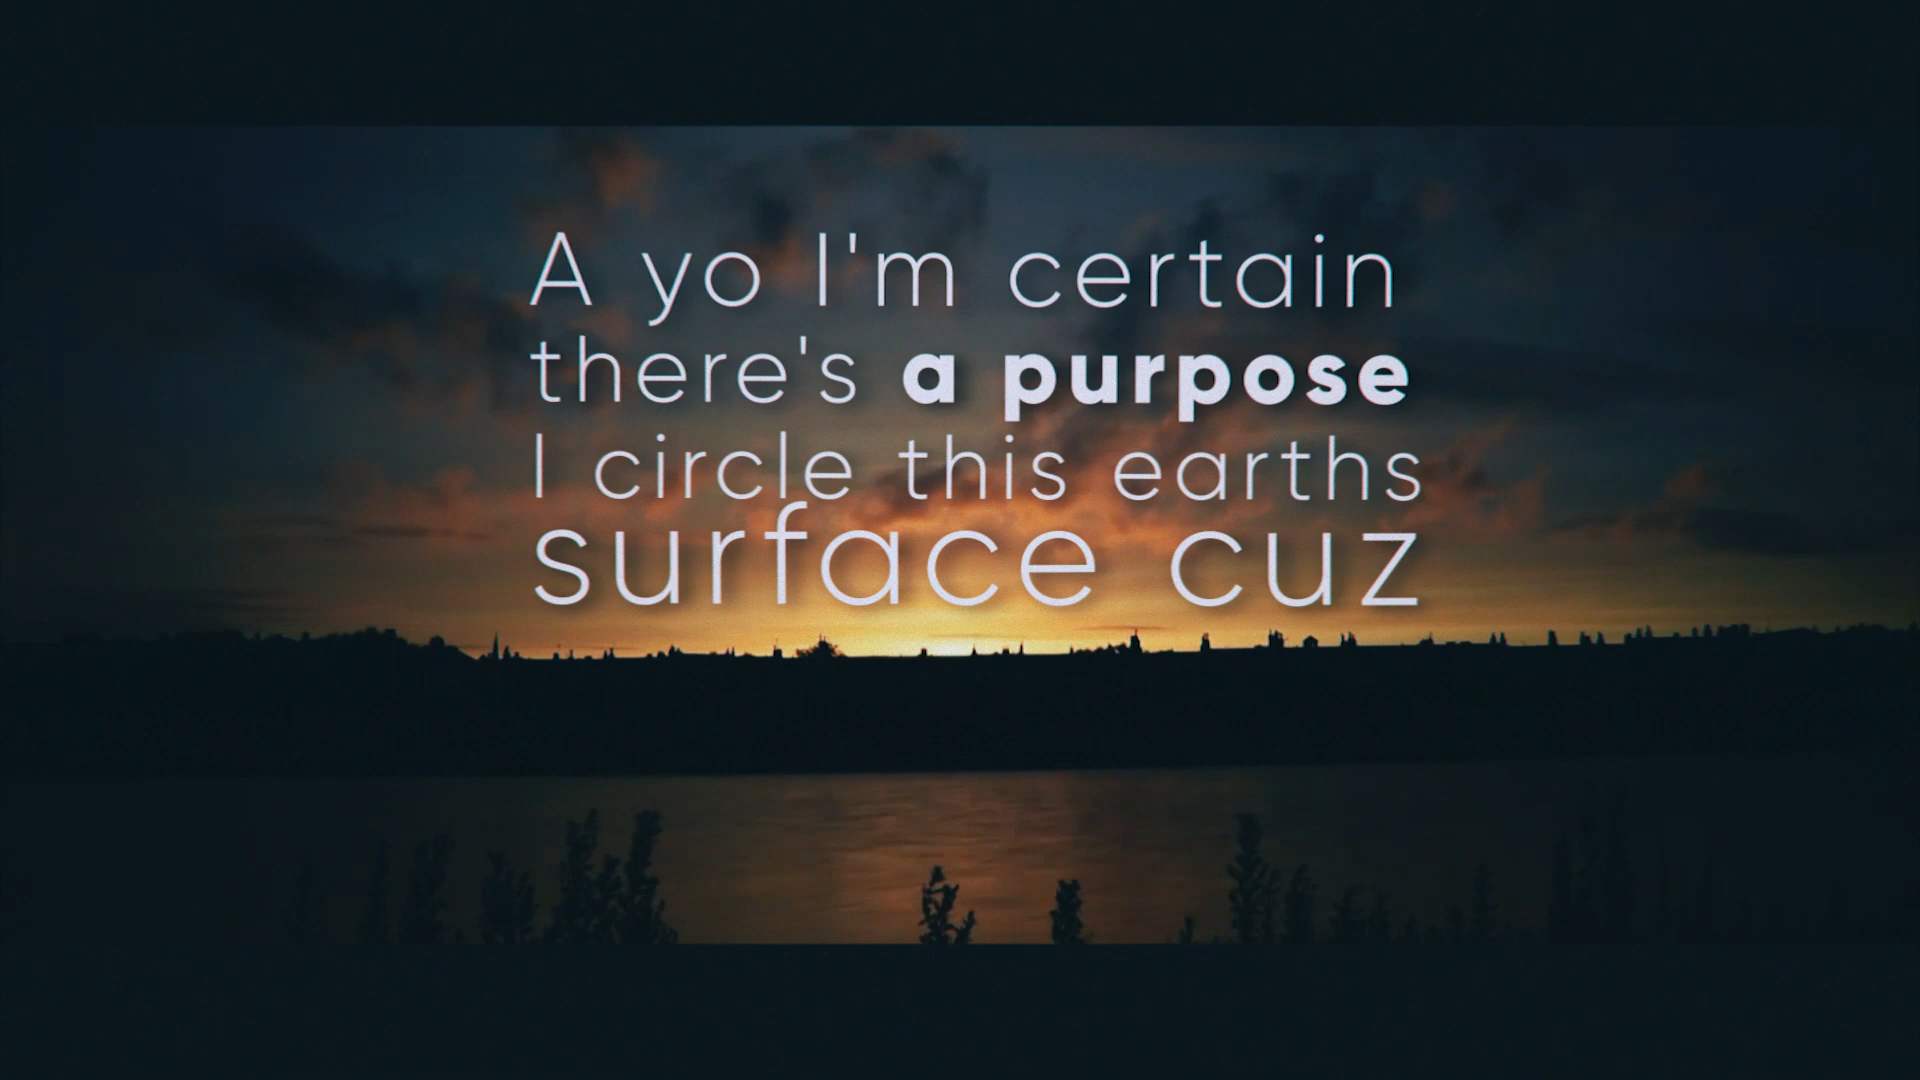 A yo I'm certain
there's a purpose
I circle this earths
surface cuz